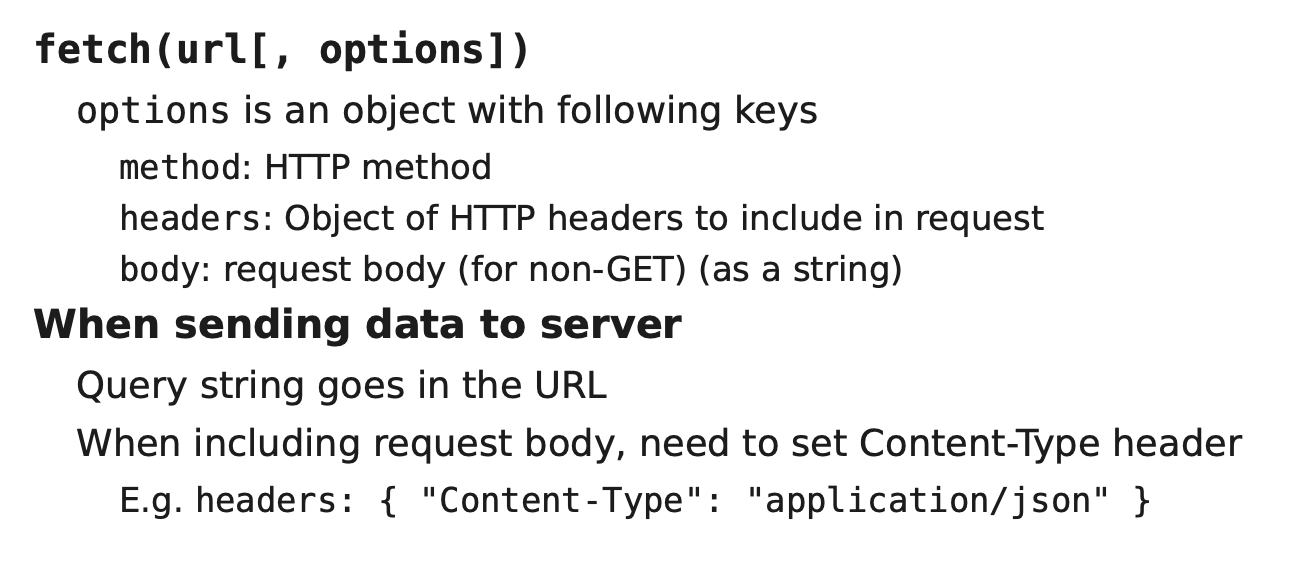 fetch(url[, options])
options is an object with following keys
method: HTTP method
headers: Object of HTTP headers to include in request
body: request body (for non-GET) (as a string)
When sending data to server
Query string goes in the URL
When including request body, need to set Content-Type header
E.g. headers: { "Content-Type": "application/json" }